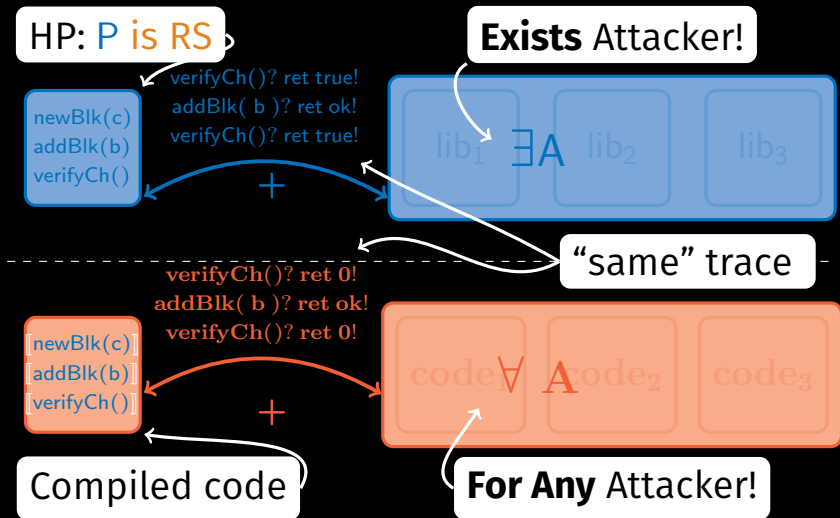 HP: P is RS
Exists Attacker!
verifyCh()? ret true!
addBlk( b )? ret ok!
verifyCh()? ret true!
newBlk(c)
addBlk(b)
verifyCh()
+
lib₁ ∃A lib₂ lib₃
"same" trace
verifyCh()? ret 0!
addBlk( b )? ret ok!
verifyCh()? ret 0!
⟦newBlk(c)⟧
⟦addBlk(b)⟧
⟦verifyCh()⟧
+
code₁ ∀ A code₂ code₃
Compiled code
For Any Attacker!